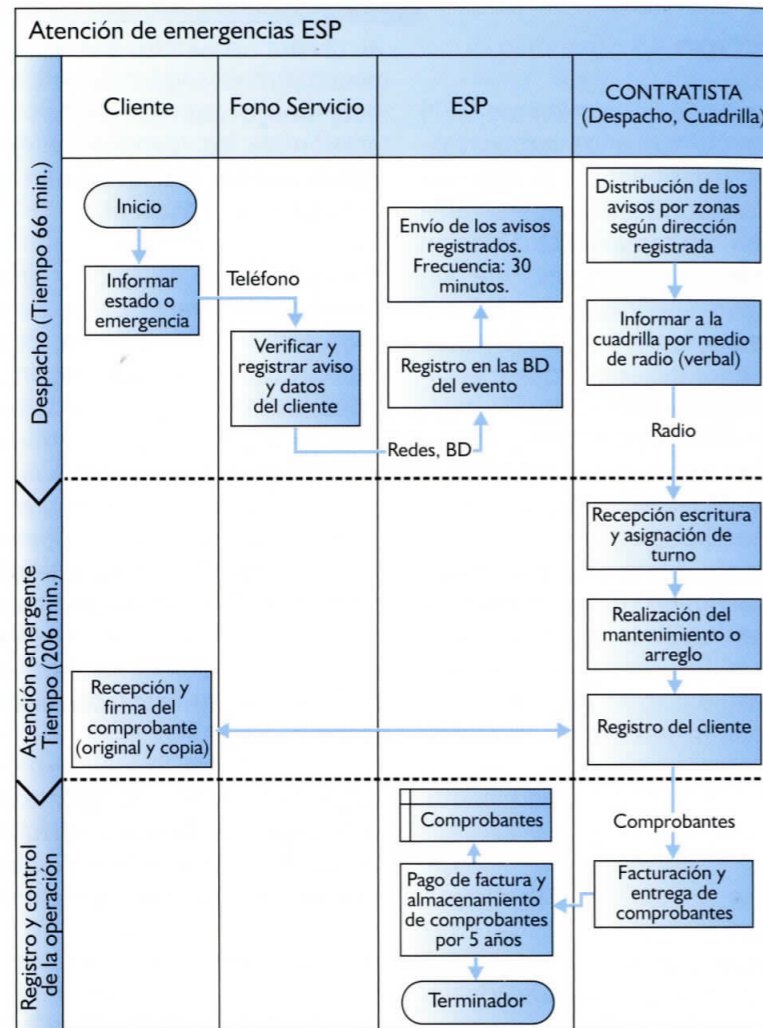 Atención de emergencias ESP
Cliente
Fono Servicio
ESP
CONTRATISTA
(Despacho, Cuadrilla)
Despacho (Tiempo 66 min.)
Inicio
Informar
estado o
emergencia
Teléfono
Verificar y
registrar aviso
y datos
del cliente
Redes, BD
Envío de los avisos
registrados.
Frecuencia: 30
minutos.
Registro en las BD
del evento
Distribución de los
avisos por zonas
según dirección
registrada
Informar a la
cuadrilla por medio
de radio (verbal)
Radio
Atención emergente
Tiempo (206 min.)
Recepción escritura
y asignación de
turno
Realización del
mantenimiento o
arreglo
Recepción y
firma del
comprobante
(original y copia)
Registro del cliente
Registro y control
de la operación
Comprobantes
Comprobantes
Pago de factura y
almacenamiento
de comprobantes
por 5 años
Facturación y
entrega de
comprobantes
Terminador